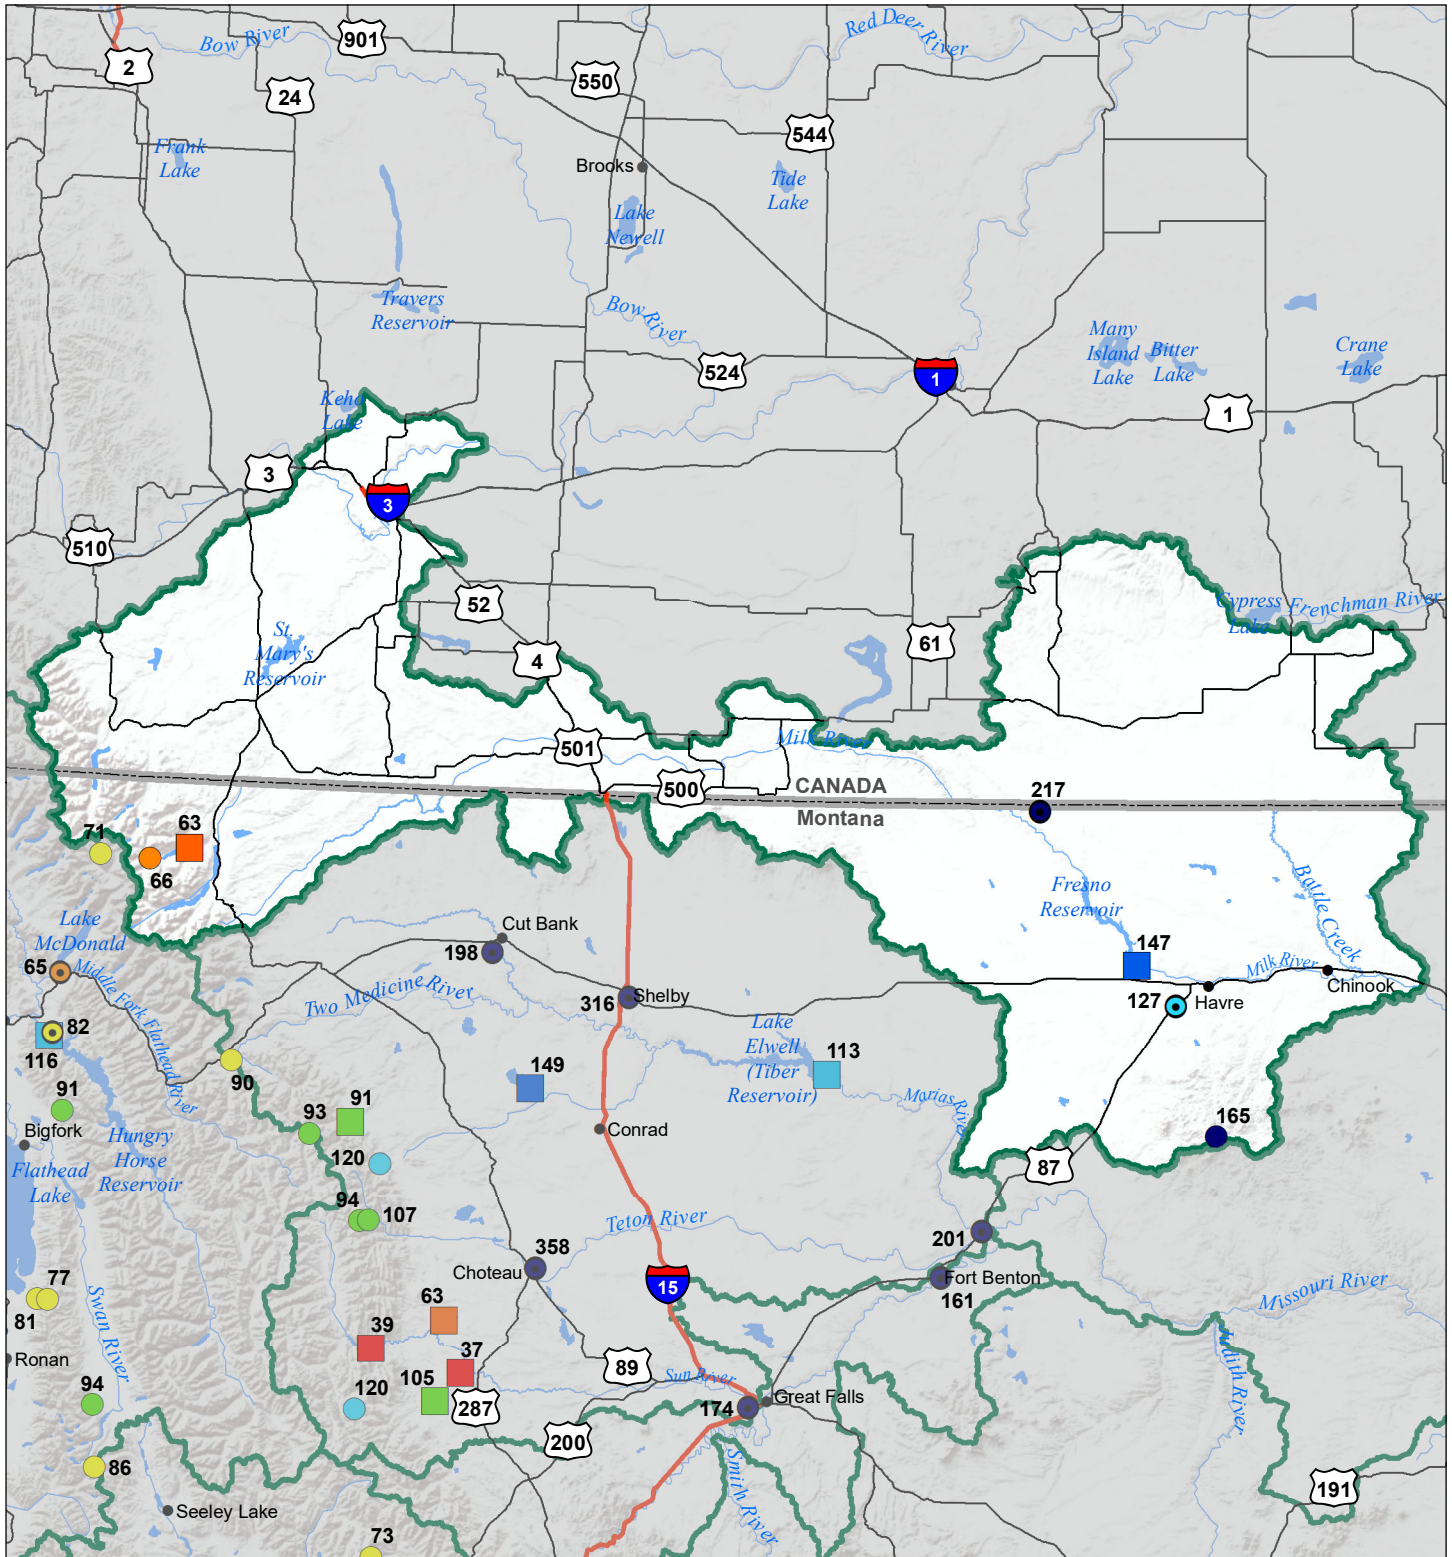 Bow River
901
Red Deer
River
2
24
550
544
Frank
Lake
Brooks
Tide
Lake
Lake
Newell
Travers
Reservoir
Bow River
Many
Island
Lake
Bitter
Lake
Crane
Lake
524
1
1
Keho
Lake
3
3
510
52
Cypress
Lake
Frenchman River
St.
Mary's
Reservoir
4
61
501
Milk River
500
CANADA
Montana
217
71
63
66
Fresno
Reservoir
Battle Creek
Lake
McDonald
Cut Bank
198
147
65
Middle Fork Flathead River
Two Medicine River
316
Shelby
Milk River
Chinook
127
Havre
82
116
Lake
Elwell
(Tiber
Reservoir)
113
90
149
Marias River
91
91
93
Conrad
165
Bigfork
Hungry
Horse
Reservoir
120
87
Flathead
Lake
94
107
Teton River
201
358
Choteau
15
Fort Benton
161
Missouri River
77
81
Swan River
63
39
37
Judith River
Ronan
89
Sun River
94
105
120
287
174
Great Falls
200
86
Smith River
191
Seeley Lake
73